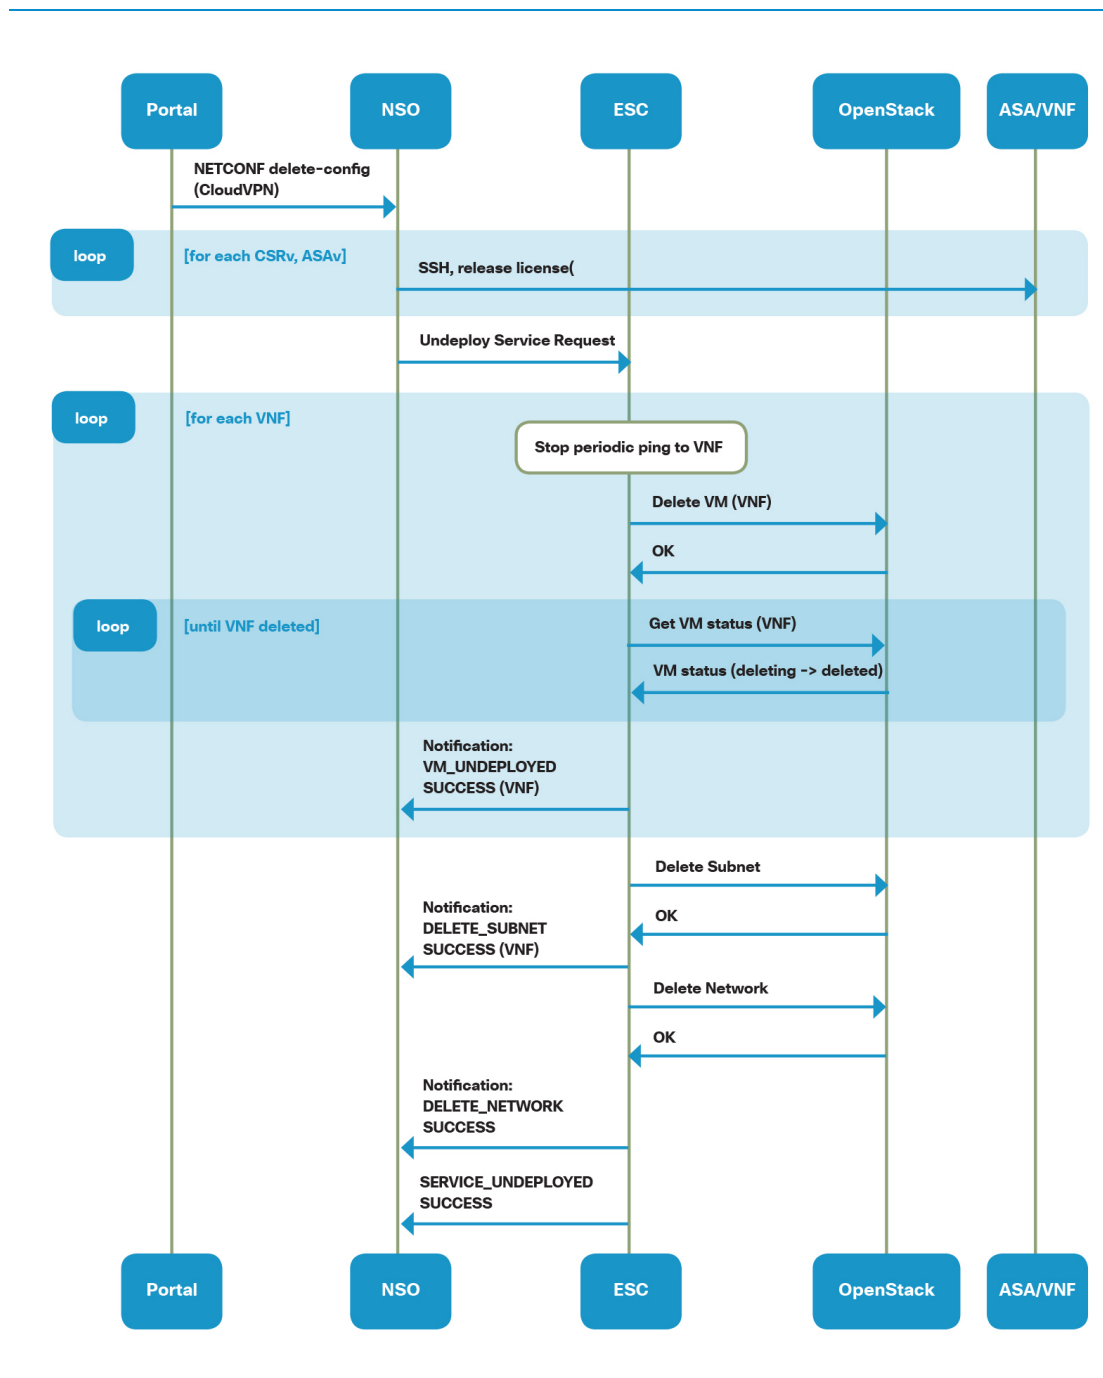 Portal
NSO
ESC
OpenStack
ASA/VNF
NETCONF delete-config
(CloudVPN)
loop
[for each CSRv, ASAv]
SSH, release license(
Undeploy Service Request
loop
[for each VNF]
Stop periodic ping to VNF
Delete VM (VNF)
OK
loop
[until VNF deleted]
Get VM status (VNF)
VM status (deleting -> deleted)
Notification:
VM_UNDEPLOYED
SUCCESS (VNF)
Delete Subnet
Notification:
DELETE_SUBNET
SUCCESS (VNF)
OK
Delete Network
OK
Notification:
DELETE_NETWORK
SUCCESS
SERVICE_UNDEPLOYED
SUCCESS
Portal
NSO
ESC
OpenStack
ASA/VNF